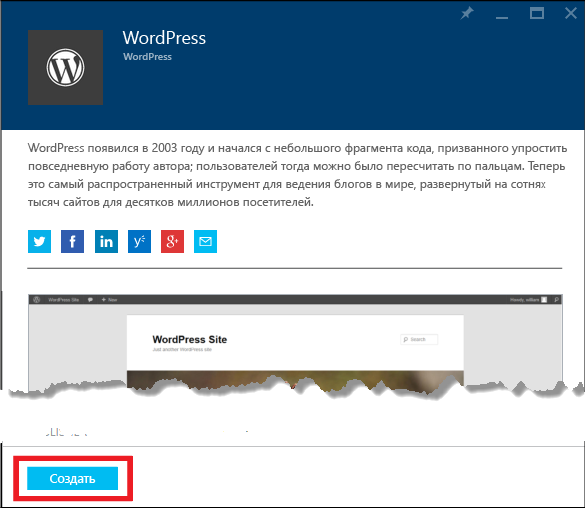 WordPress
WordPress
WordPress появился в 2003 году и начался с небольшого фрагмента кода, призванного упростить
повседневную работу автора; пользователей тогда можно было пересчитать по пальцам. Теперь
это самый распространенный инструмент для ведения блогов в мире, развернутый на сотнях
тысяч сайтов для десятков миллионов посетителей.
WordPress Site + New Howdy, william
WordPress Site
Search
Just another WordPress site
Создать